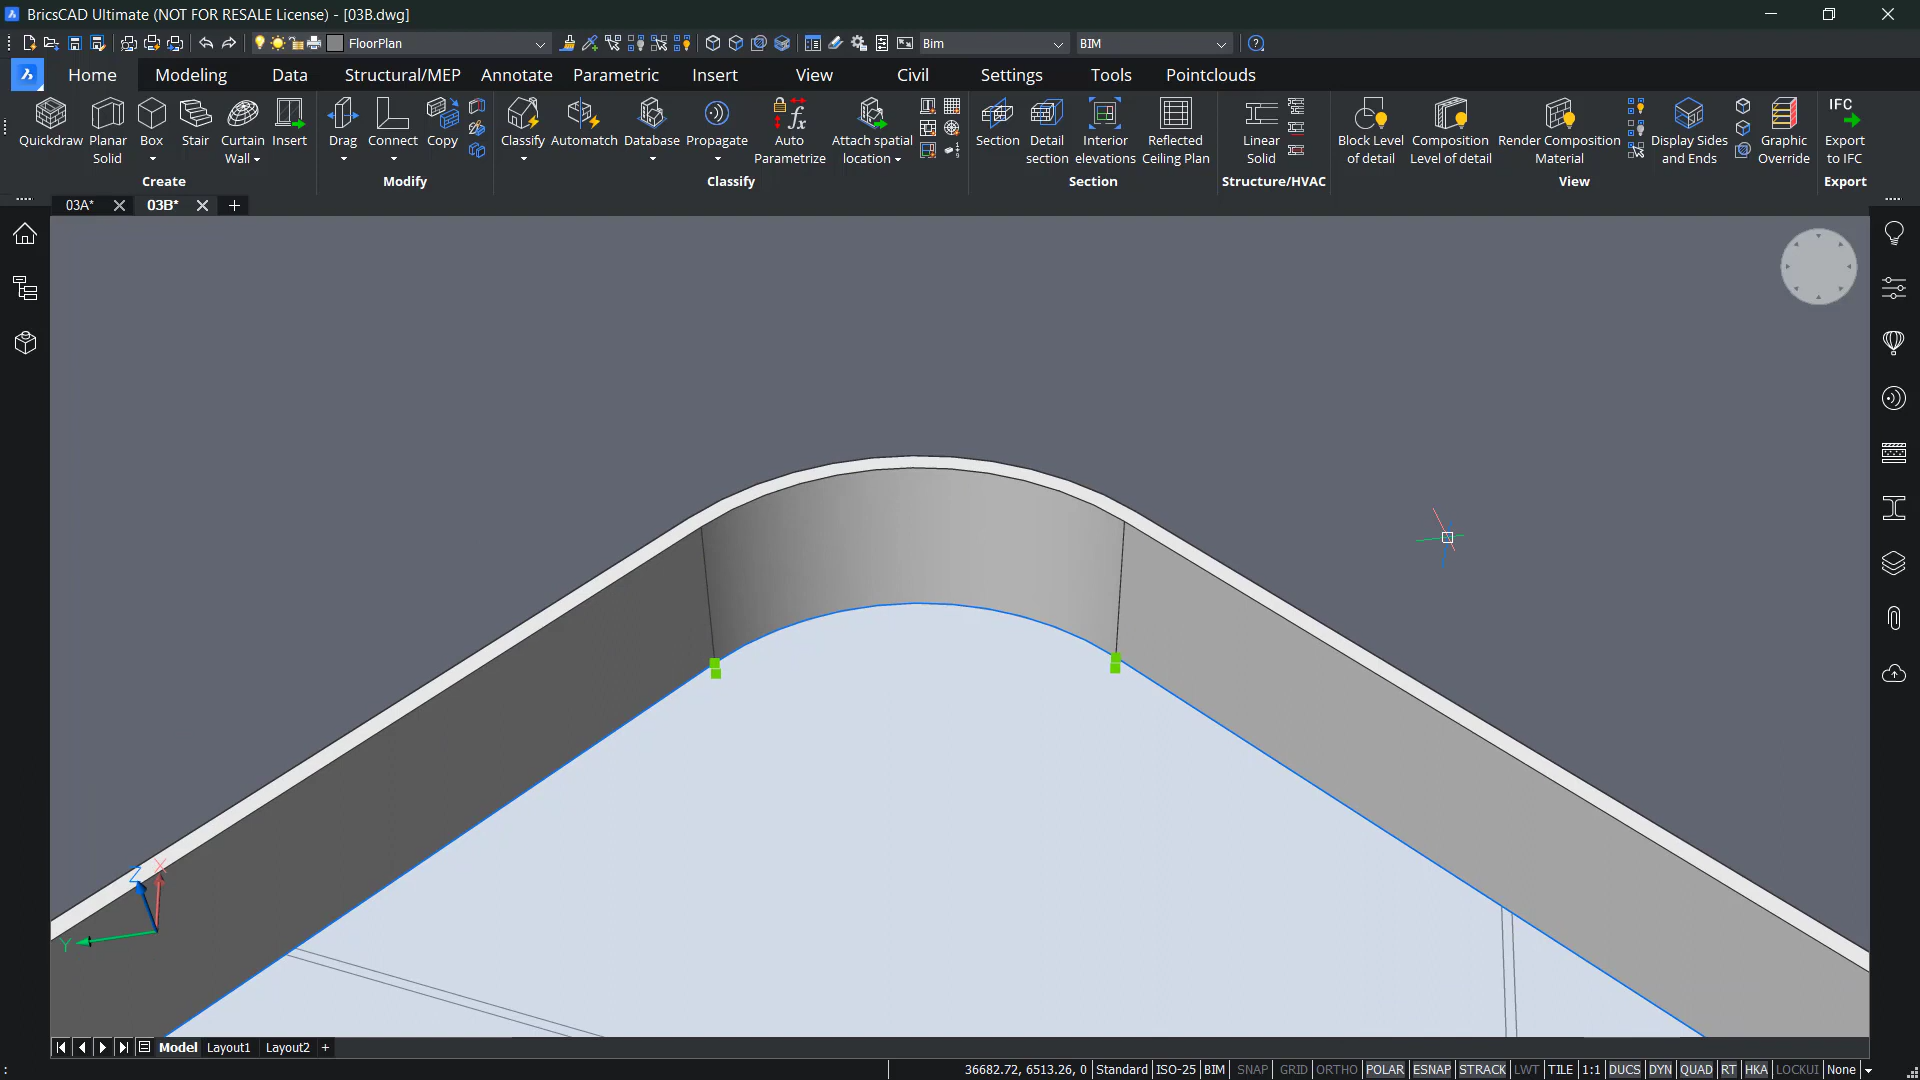 BricsCAD Ultimate (NOT FOR RESALE License) - [03B.dwg]
FloorPlan
Bim
BIM
Home Modeling Data Structural/MEP Annotate Parametric Insert View Civil Settings Tools Pointclouds
Quickdraw
Planar
Solid
Box
Stair
Curtain
Wall
Insert
Create
Drag
Connect
Copy
Modify
Classify
Automatch
Database
Propagate
fx
Auto
Parametrize
Attach spatial
location
Classify
Section
Detail
section
Interior
elevations
Reflected
Ceiling Plan
Section
Linear
Solid
Structure/HVAC
Block Level
of detail
Composition
Level of detail
Render Composition
Material
Display Sides
and Ends
Graphic
Override
View
IFC
Export
to IFC
Export
03A*
03B*
X
Y
Z
Model Layout1 Layout2 +
:
36682.72, 6513.26, 0 Standard ISO-25 BIM SNAP GRID ORTHO POLAR ESNAP STRACK LWT TILE 1:1 DUCS DYN QUAD RT HKA LOCKUI None